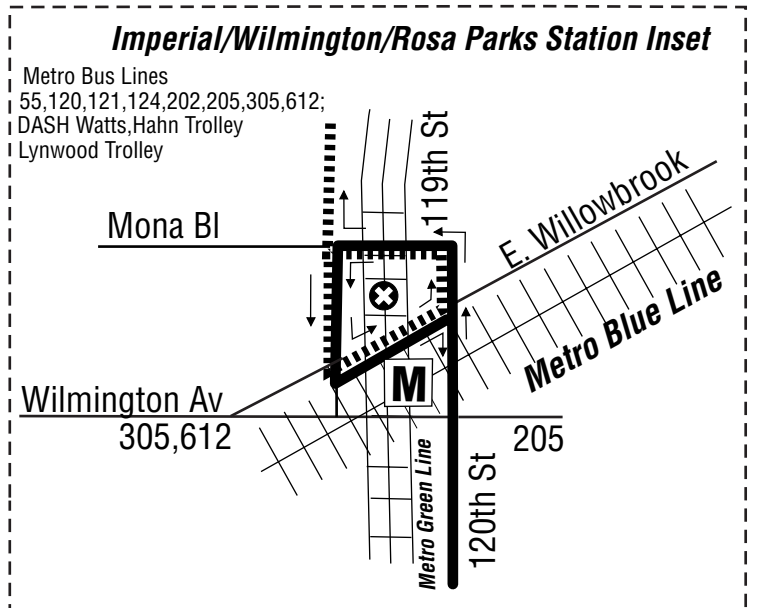 Imperial/Wilmington/Rosa Parks Station Inset
Metro Bus Lines
55,120,121,124,202,205,305,612;
DASH Watts,Hahn Trolley
Lynwood Trolley
119th St
Mona Bl
E. Willowbrook
Metro Blue Line
M
Wilmington Av
305,612
205
Metro Green Line
120th St